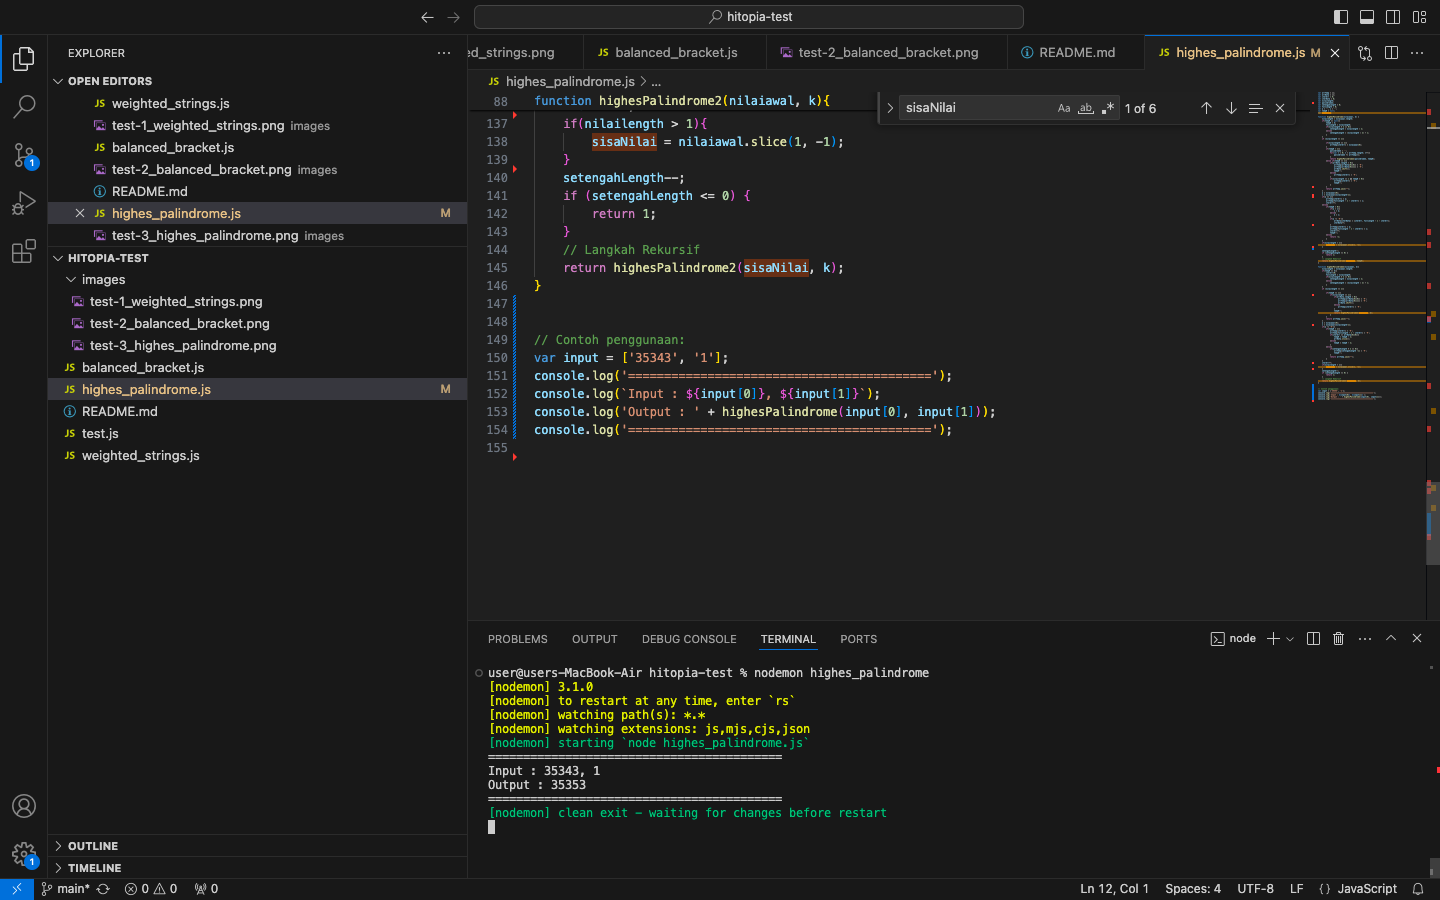 hitopia-test
EXPLORER
OPEN EDITORS
JS weighted_strings.js
test-1_weighted_strings.png images
JS balanced_bracket.js
test-2_balanced_bracket.png images
README.md
JS highes_palindrome.js M
test-3_highes_palindrome.png images
HITOPIA-TEST
images
test-1_weighted_strings.png
test-2_balanced_bracket.png
test-3_highes_palindrome.png
JS balanced_bracket.js
JS highes_palindrome.js M
README.md
JS test.js
JS weighted_strings.js
OUTLINE
TIMELINE
1
1
ed_strings.png JS balanced_bracket.js test-2_balanced_bracket.png README.md JS highes_palindrome.js M
JS highes_palindrome.js > ...
sisaNilai Aa ab 1 of 6
88 function highesPalindrome2(nilaiawal, k){
137 if(nilailength > 1){
138 sisaNilai = nilaiawal.slice(1, -1);
139 }
140 setengahLength--;
141 if (setengahLength <= 0) {
142 return 1;
143 }
144 // Langkah Rekursif
145 return highesPalindrome2(sisaNilai, k);
146 }
147
148
149 // Contoh penggunaan:
150 var input = ['35343', '1'];
151 console.log('==========================================');
152 console.log(`Input : ${input[0]}, ${input[1]}`);
153 console.log('Output : ' + highesPalindrome(input[0], input[1]));
154 console.log('==========================================');
155
PROBLEMS OUTPUT DEBUG CONSOLE TERMINAL PORTS node
user@users-MacBook-Air hitopia-test % nodemon highes_palindrome
[nodemon] 3.1.0
[nodemon] to restart at any time, enter `rs`
[nodemon] watching path(s): *.*
[nodemon] watching extensions: js,mjs,cjs,json
[nodemon] starting `node highes_palindrome.js`
==========================================
Input : 35343, 1
Output : 35353
==========================================
[nodemon] clean exit - waiting for changes before restart
main* 0 0 0 Ln 12, Col 1 Spaces: 4 UTF-8 LF {} JavaScript